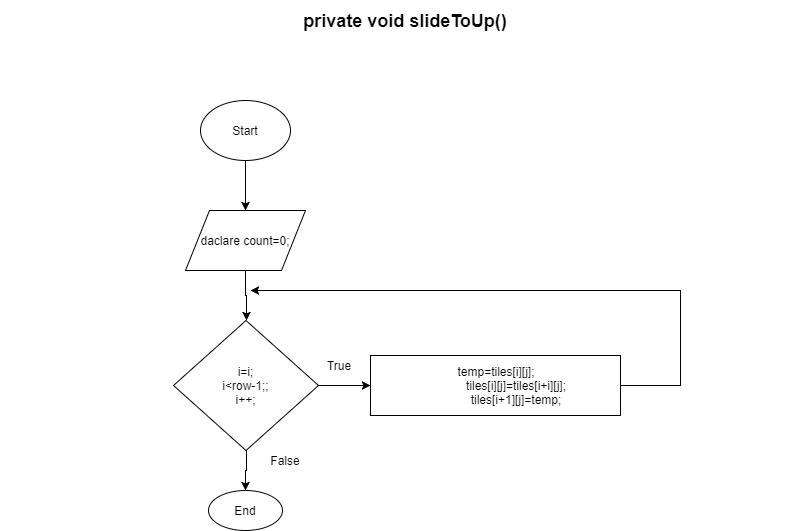 private void slideToUp()
Start
daclare count=0;
i=i;
i<row-1;;
i++;
True
temp=tiles[i][j];
tiles[i][j]=tiles[i+i][j];
tiles[i+1][j]=temp;
False
End